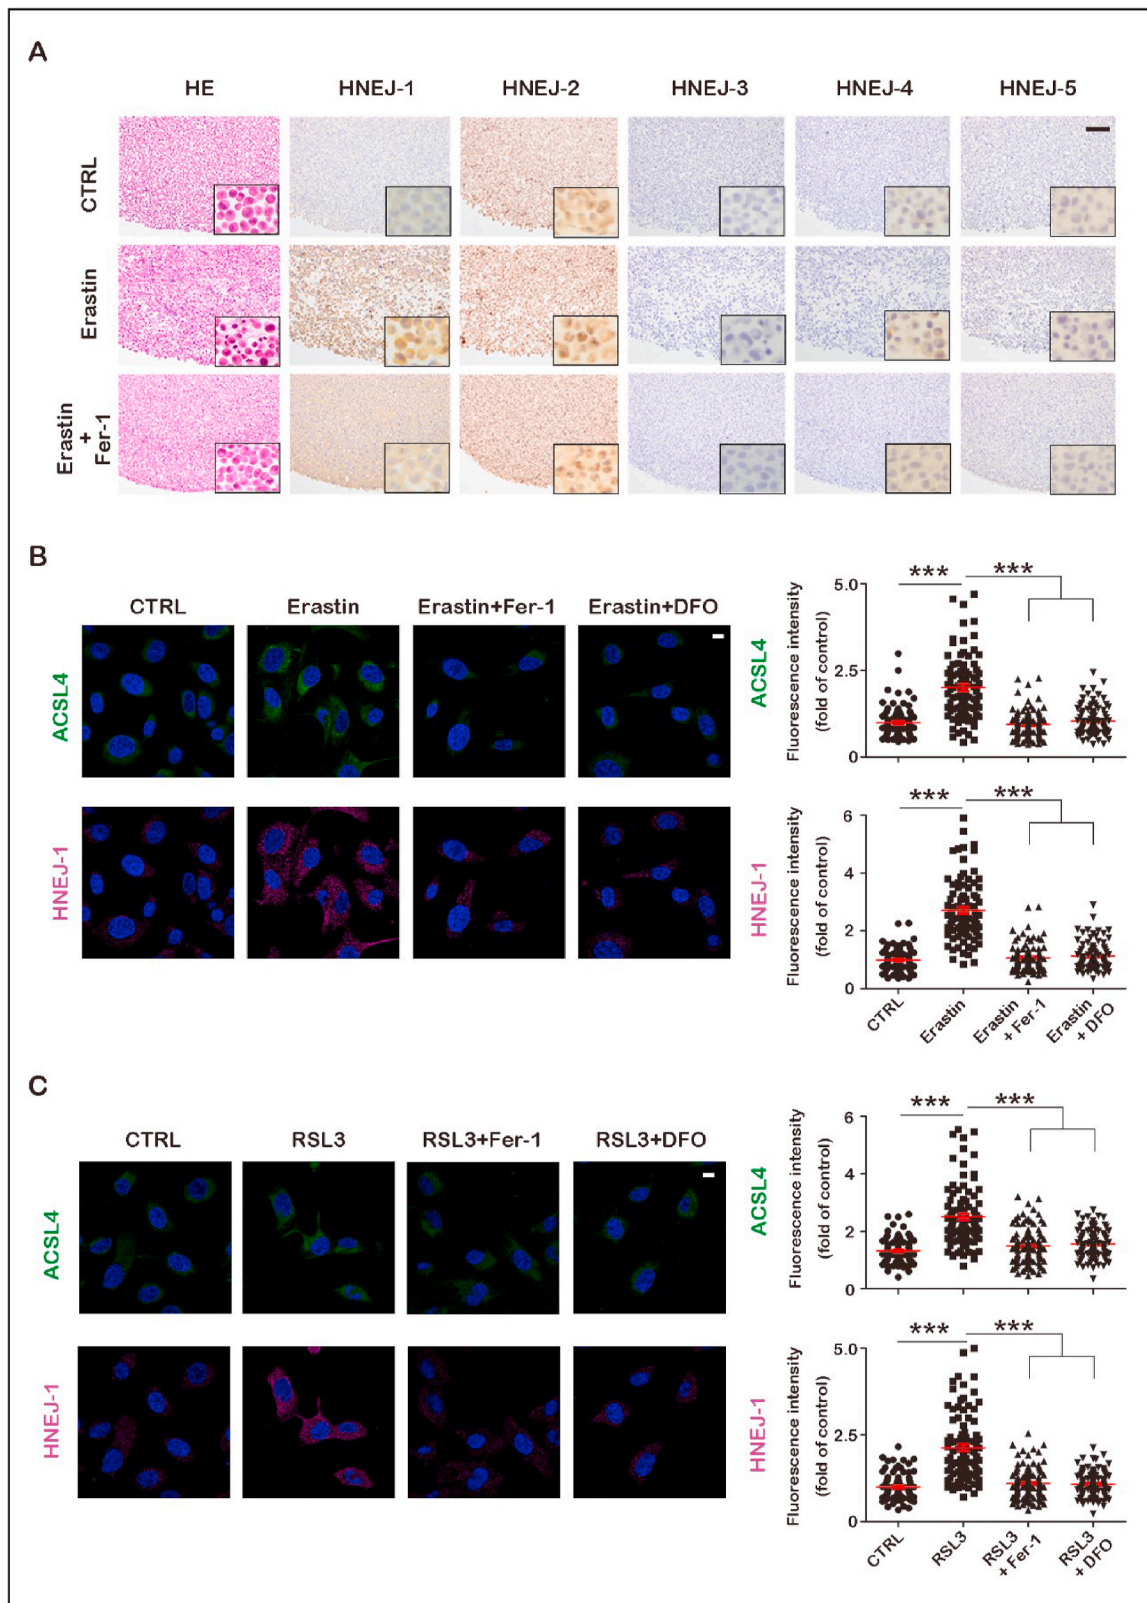 A
HE HNEJ-1 HNEJ-2 HNEJ-3 HNEJ-4 HNEJ-5
CTRL
Erastin
Erastin
+
Fer-1
B
CTRL Erastin Erastin+Fer-1 Erastin+DFO
ACSL4
HNEJ-1
ACSL4
Fluorescence intensity
(fold of control)
*** ***
5.0
2.5
0
HNEJ-1
Fluorescence intensity
(fold of control)
*** ***
6
4
2
0
CTRL
Erastin
Erastin
+ Fer-1
Erastin
+ DFO
C
CTRL RSL3 RSL3+Fer-1 RSL3+DFO
ACSL4
HNEJ-1
ACSL4
Fluorescence intensity
(fold of control)
*** ***
6
4
2
0
HNEJ-1
Fluorescence intensity
(fold of control)
*** ***
5.0
2.5
0
CTRL
RSL3
RSL3
+ Fer-1
RSL3
+ DFO